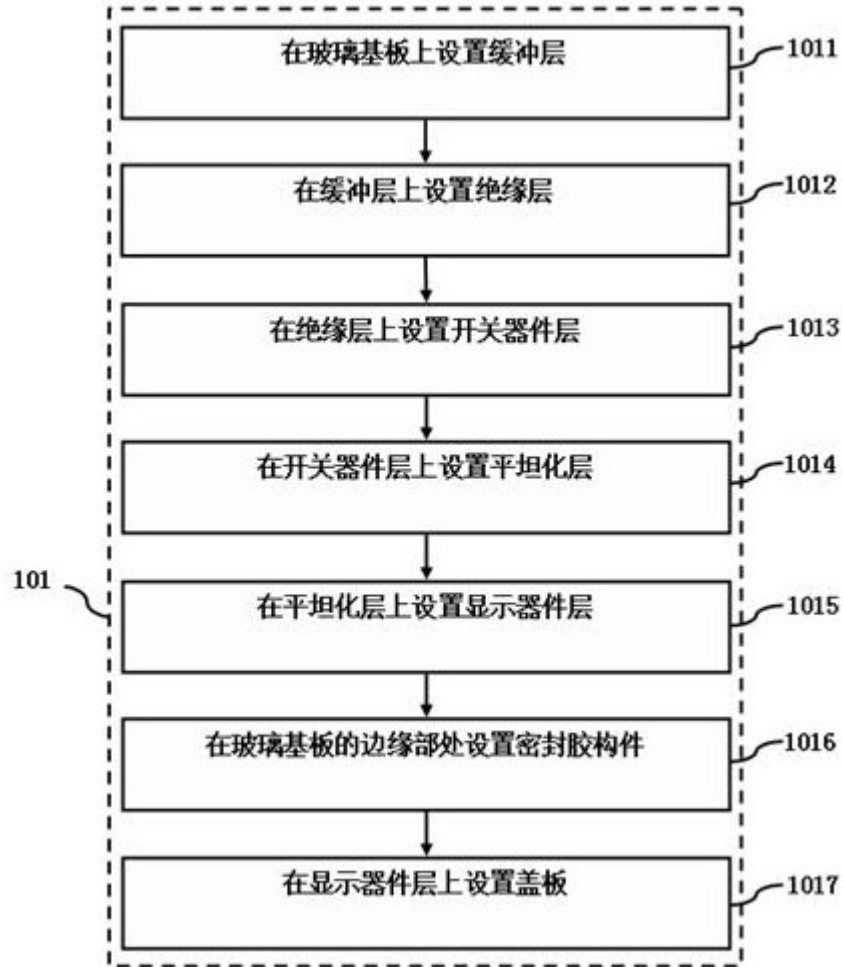 在玻璃基板上设置缓冲层
1011
在缓冲层上设置绝缘层
1012
在绝缘层上设置开关器件层
1013
在开关器件层上设置平坦化层
1014
101
在平坦化层上设置显示器件层
1015
在玻璃基板的边缘部处设置密封胶构件
1016
在显示器件层上设置盖板
1017